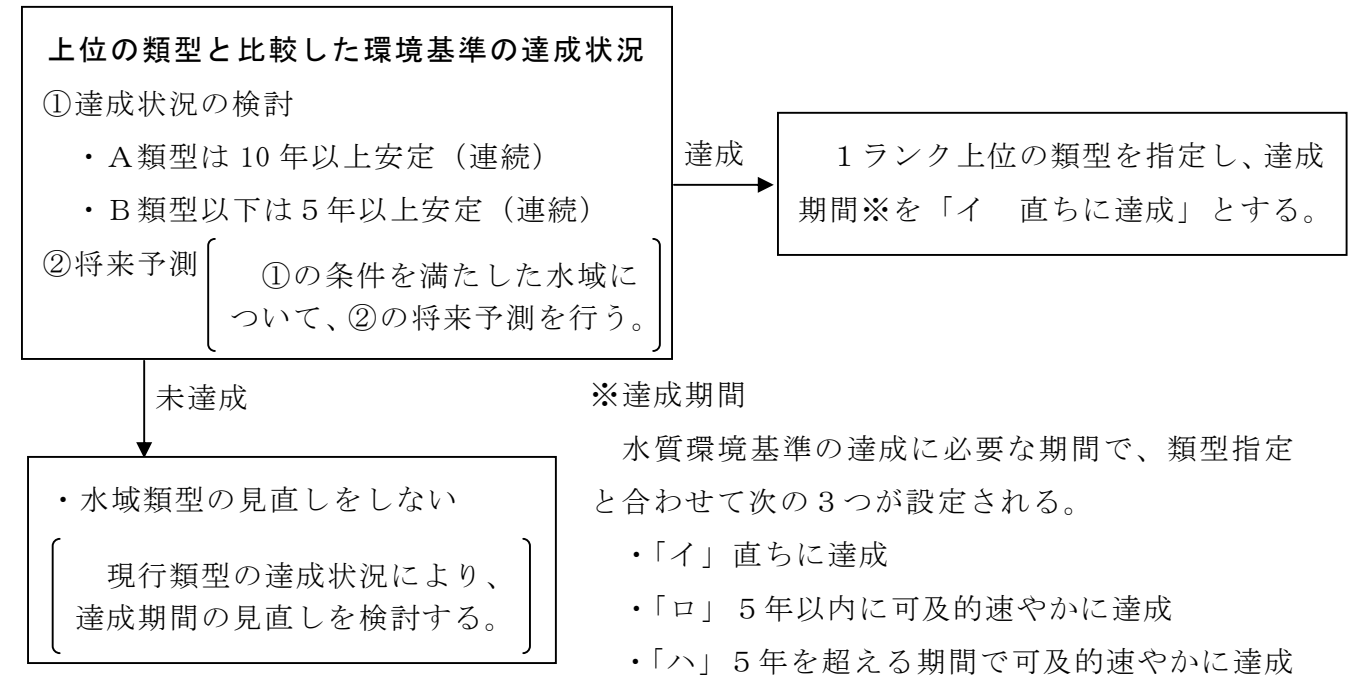 上位の類型と比較した環境基準の達成状況
①達成状況の検討
・A類型は 10 年以上安定（連続）
・B類型以下は５年以上安定（連続）
②将来予測
①の条件を満たした水域に
ついて、②の将来予測を行う。
達成
１ランク上位の類型を指定し、達成
期間※を「イ　直ちに達成」とする。
未達成
・水域類型の見直しをしない
現行類型の達成状況により、
達成期間の見直しを検討する。
※達成期間
水質環境基準の達成に必要な期間で、類型指定
と合わせて次の３つが設定される。
・「イ」直ちに達成
・「ロ」５年以内に可及的速やかに達成
・「ハ」５年を超える期間で可及的速やかに達成